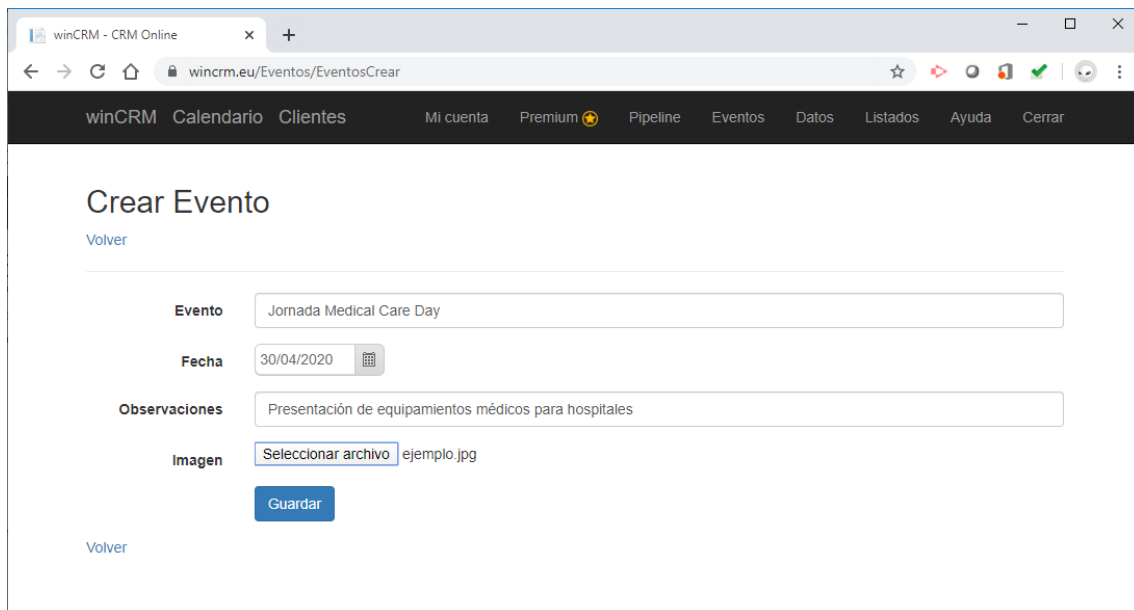 winCRM - CRM Online
wincrm.eu/Eventos/EventosCrear
winCRM Calendario Clientes Mi cuenta Premium Pipeline Eventos Datos Listados Ayuda Cerrar
Crear Evento
Volver
Evento Jornada Medical Care Day
Fecha 30/04/2020
Observaciones Presentación de equipamientos médicos para hospitales
Imagen Seleccionar archivo ejemplo.jpg
Guardar
Volver